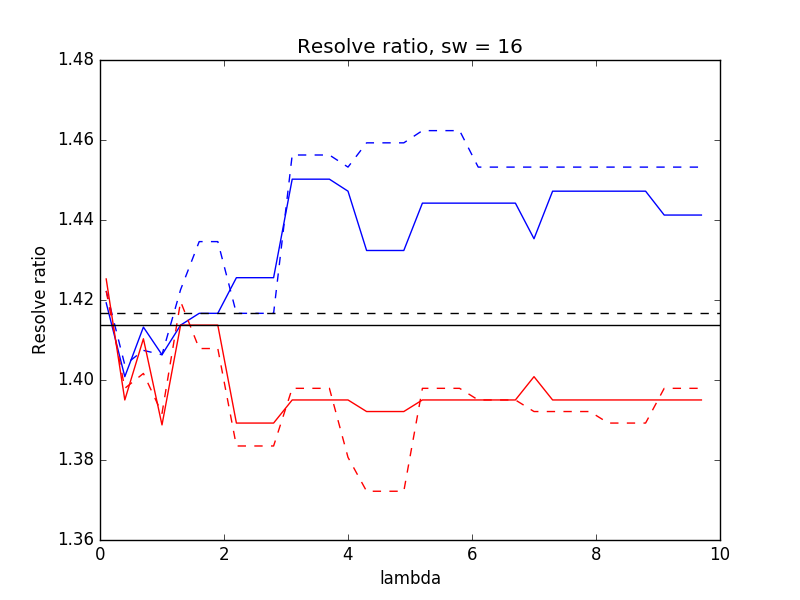 Resolve ratio, sw = 16
1.48
1.46
1.44
1.42
1.40
1.38
1.36
Resolve ratio
0 2 4 6 8 10
lambda